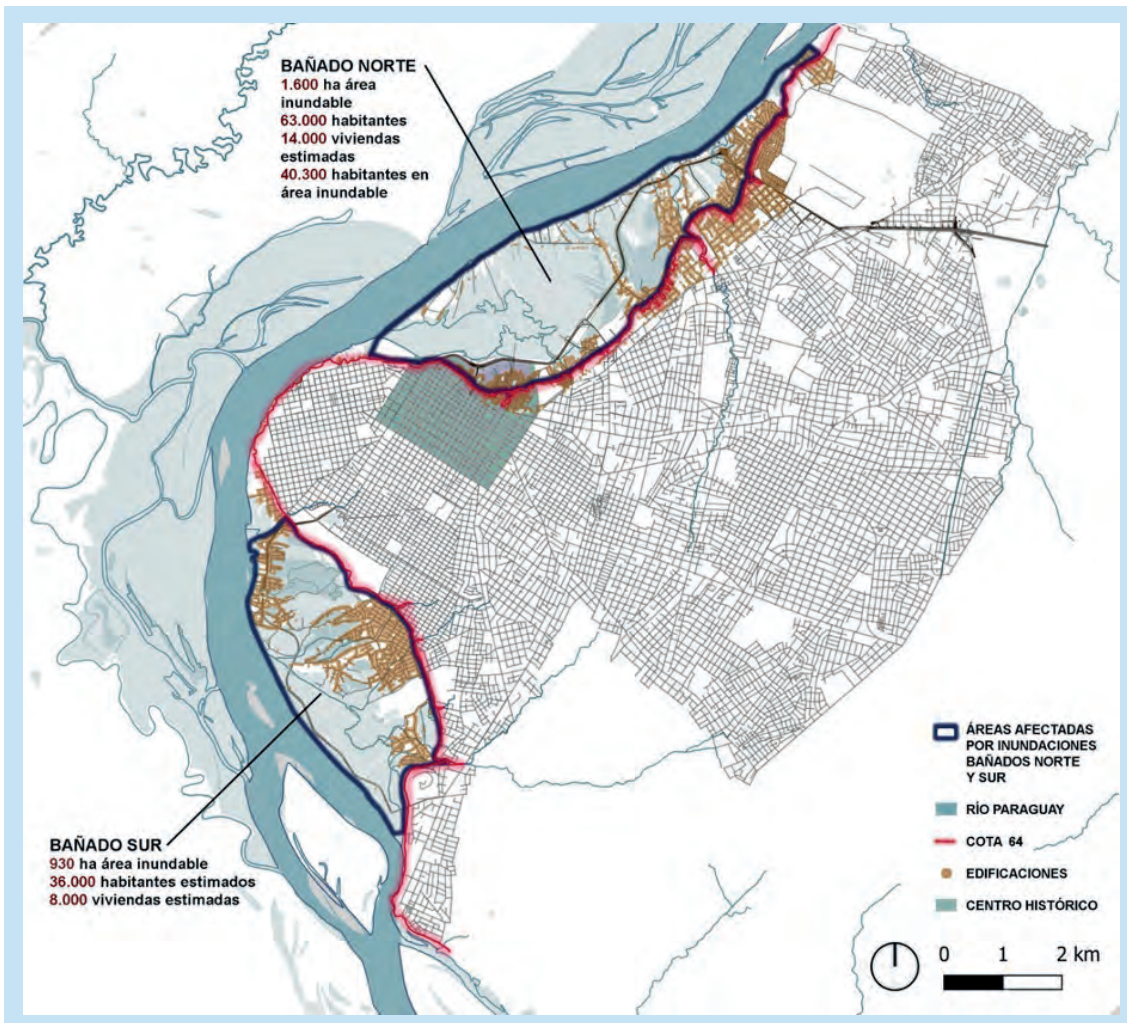 BAÑADO NORTE
1.600 ha área
inundable
63.000 habitantes
14.000 viviendas
estimadas
40.300 habitantes en
área inundable
BAÑADO SUR
930 ha área inundable
36.000 habitantes estimados
8.000 viviendas estimadas
ÁREAS AFECTADAS
POR INUNDACIONES
BAÑADOS NORTE
Y SUR
RÍO PARAGUAY
COTA 64
EDIFICACIONES
CENTRO HISTÓRICO
0 1 2 km